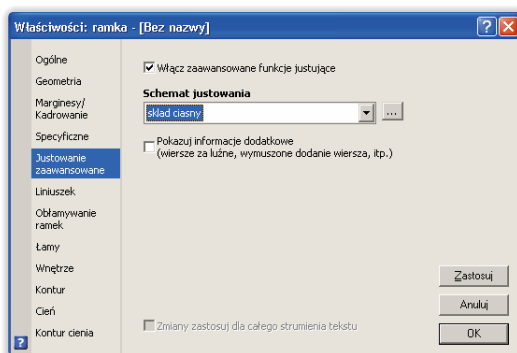 Właściwości: ramka - [Bez nazwy]
Ogólne
Geometria
Marginesy/
Kadrowanie
Specyficzne
Justowanie
zaawansowane
Liniuszek
Obłamywanie
ramek
Łamy
Wnętrze
Kontur
Cień
Kontur cienia
Włącz zaawansowane funkcje justujące
Schemat justowania
skład ciasny
...
Pokazuj informacje dodatkowe
(wiersze za luźne, wymuszone dodanie wiersza, itp.)
Zmiany zastosuj dla całego strumienia tekstu
Zastosuj
Anuluj
OK